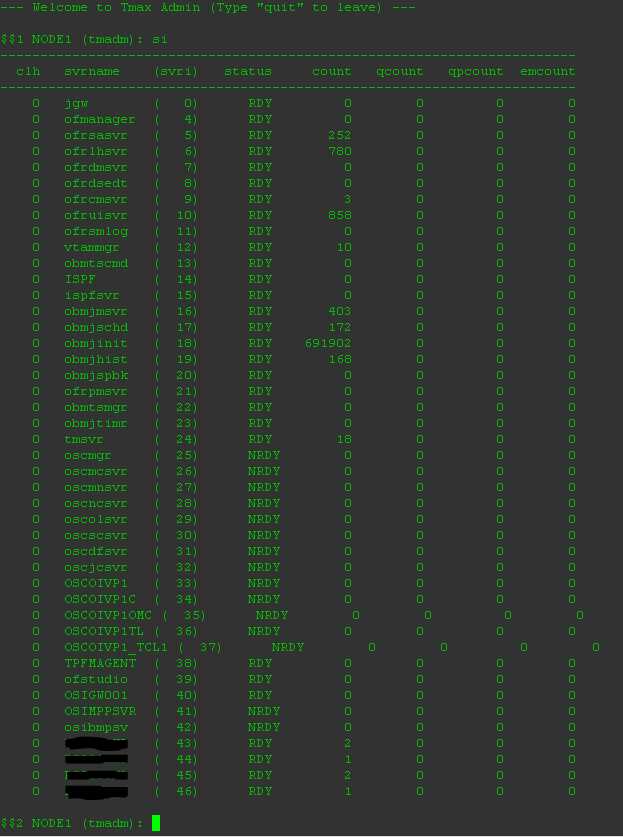 --- Welcome to Tmax Admin (Type "quit" to leave) ---
$$1 NODE1 (tmadm): si
------------------------------------------------------------------------
clh svrname (svri) status count qcount qpcount emcount
------------------------------------------------------------------------
0 jgw ( 0) RDY 0 0 0 0
0 ofmanager ( 4) RDY 0 0 0 0
0 ofrsasvr ( 5) RDY 252 0 0 0
0 ofrlhsvr ( 6) RDY 780 0 0 0
0 ofrdmsvr ( 7) RDY 0 0 0 0
0 ofrdsedt ( 8) RDY 0 0 0 0
0 ofrcmsvr ( 9) RDY 3 0 0 0
0 ofruisvr ( 10) RDY 858 0 0 0
0 ofrsmlog ( 11) RDY 0 0 0 0
0 vtammgr ( 12) RDY 10 0 0 0
0 obmtscmd ( 13) RDY 0 0 0 0
0 ISPF ( 14) RDY 0 0 0 0
0 ispfsvr ( 15) RDY 0 0 0 0
0 obmjmsvr ( 16) RDY 403 0 0 0
0 obmjschd ( 17) RDY 172 0 0 0
0 obmjinit ( 18) RDY 691902 0 0 0
0 obmjhist ( 19) RDY 168 0 0 0
0 obmjspbk ( 20) RDY 0 0 0 0
0 ofrpmsvr ( 21) RDY 0 0 0 0
0 obmtsmgr ( 22) RDY 0 0 0 0
0 obmjtimr ( 23) RDY 0 0 0 0
0 tmsvr ( 24) RDY 18 0 0 0
0 oscmgr ( 25) NRDY 0 0 0 0
0 oscmcsvr ( 26) NRDY 0 0 0 0
0 oscmnsvr ( 27) NRDY 0 0 0 0
0 oscncsvr ( 28) NRDY 0 0 0 0
0 oscolsvr ( 29) NRDY 0 0 0 0
0 oscscsvr ( 30) NRDY 0 0 0 0
0 oscdfsvr ( 31) NRDY 0 0 0 0
0 oscjcsvr ( 32) NRDY 0 0 0 0
0 OSCOIVP1 ( 33) NRDY 0 0 0 0
0 OSCOIVP1C ( 34) NRDY 0 0 0 0
0 OSCOIVP1OMC ( 35) NRDY 0 0 0 0
0 OSCOIVP1TL ( 36) NRDY 0 0 0 0
0 OSCOIVP1_TCL1 ( 37) NRDY 0 0 0 0
0 TPFMAGENT ( 38) RDY 0 0 0 0
0 ofstudio ( 39) RDY 0 0 0 0
0 OSIGW001 ( 40) RDY 0 0 0 0
0 OSIMPPSVR ( 41) NRDY 0 0 0 0
0 osibmpsv ( 42) NRDY 0 0 0 0
0 ( 43) RDY 2 0 0 0
0 ( 44) RDY 1 0 0 0
0 ( 45) RDY 2 0 0 0
0 ( 46) RDY 1 0 0 0
$$2 NODE1 (tmadm):